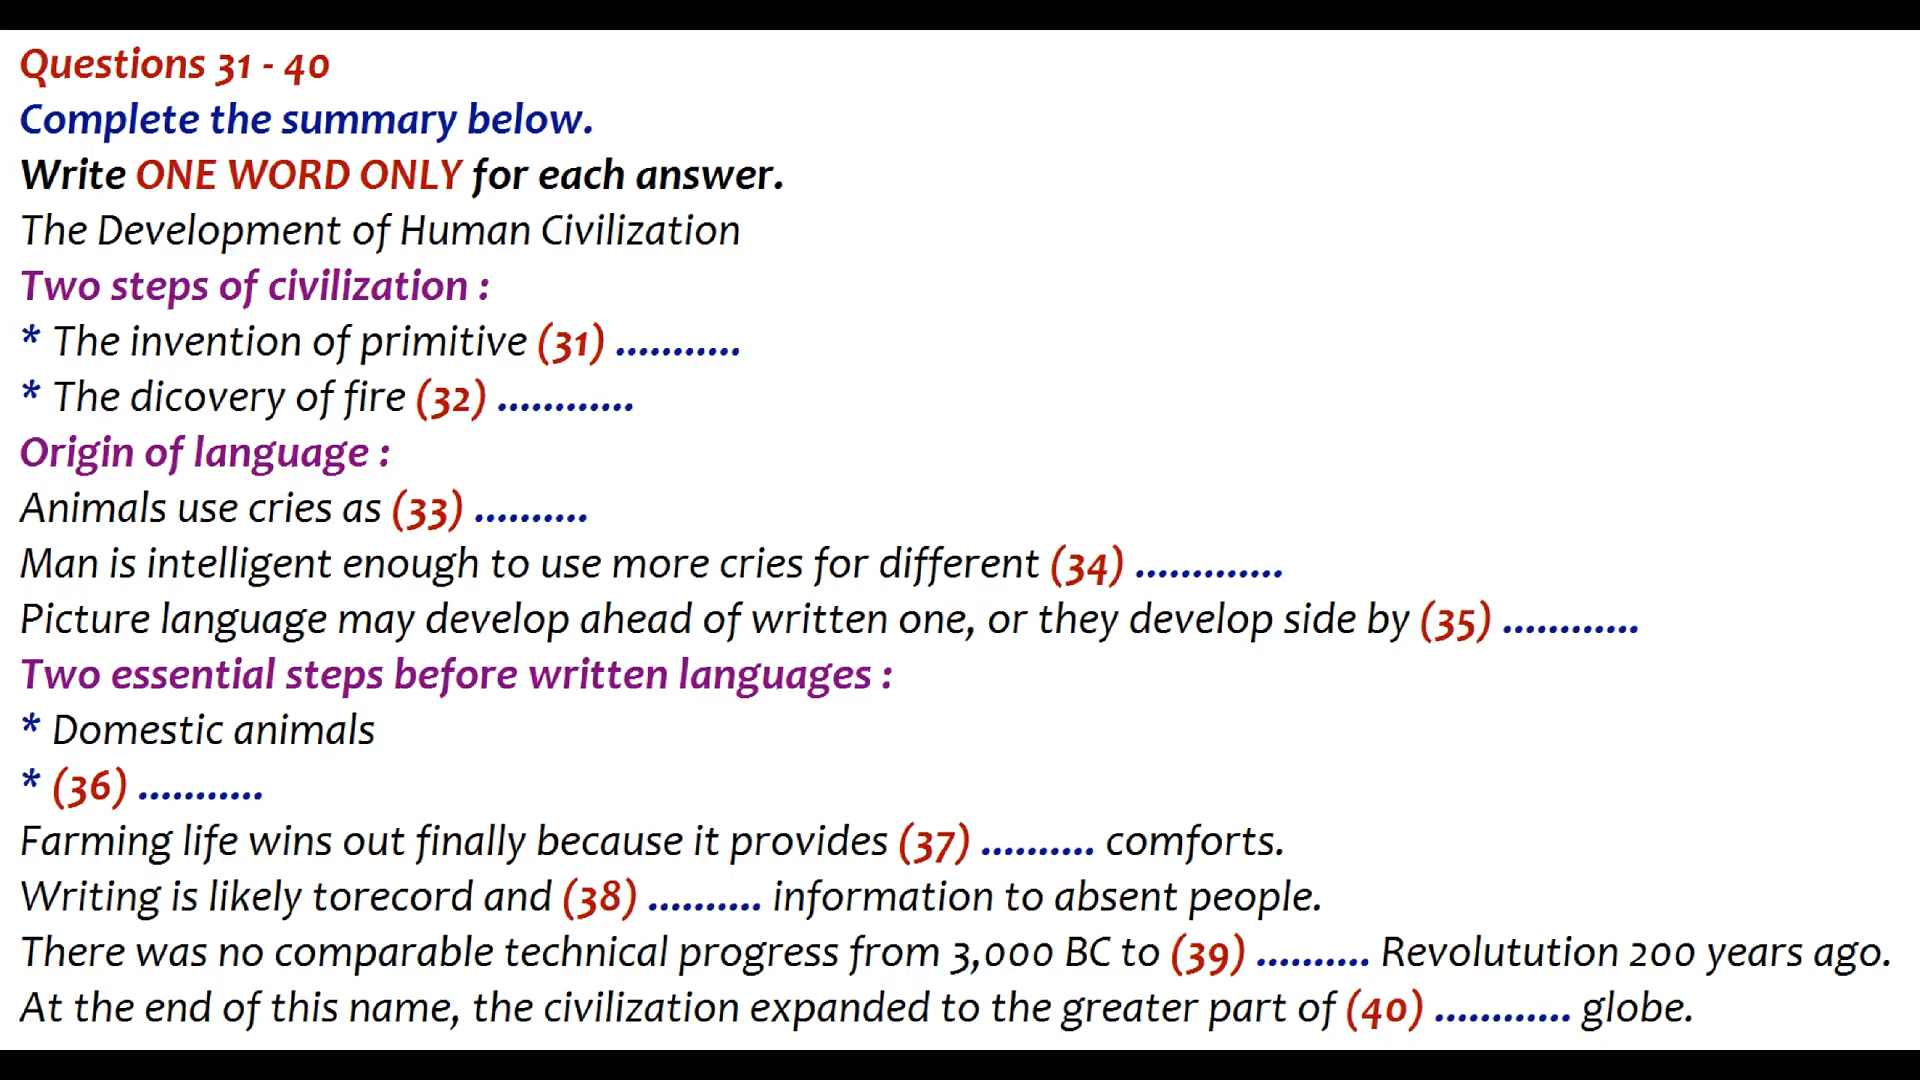 Questions 31 - 40
Complete the summary below.
Write ONE WORD ONLY for each answer.
The Development of Human Civilization
Two steps of civilization :
* The invention of primitive (31) ...........
* The dicovery of fire (32) ............
Origin of language :
Animals use cries as (33) ..........
Man is intelligent enough to use more cries for different (34) .............
Picture language may develop ahead of written one, or they develop side by (35) ............
Two essential steps before written languages :
* Domestic animals
* (36) ...........
Farming life wins out finally because it provides (37) .......... comforts.
Writing is likely torecord and (38) .......... information to absent people.
There was no comparable technical progress from 3,000 BC to (39) .......... Revolutution 200 years ago.
At the end of this name, the civilization expanded to the greater part of (40) ............ globe.